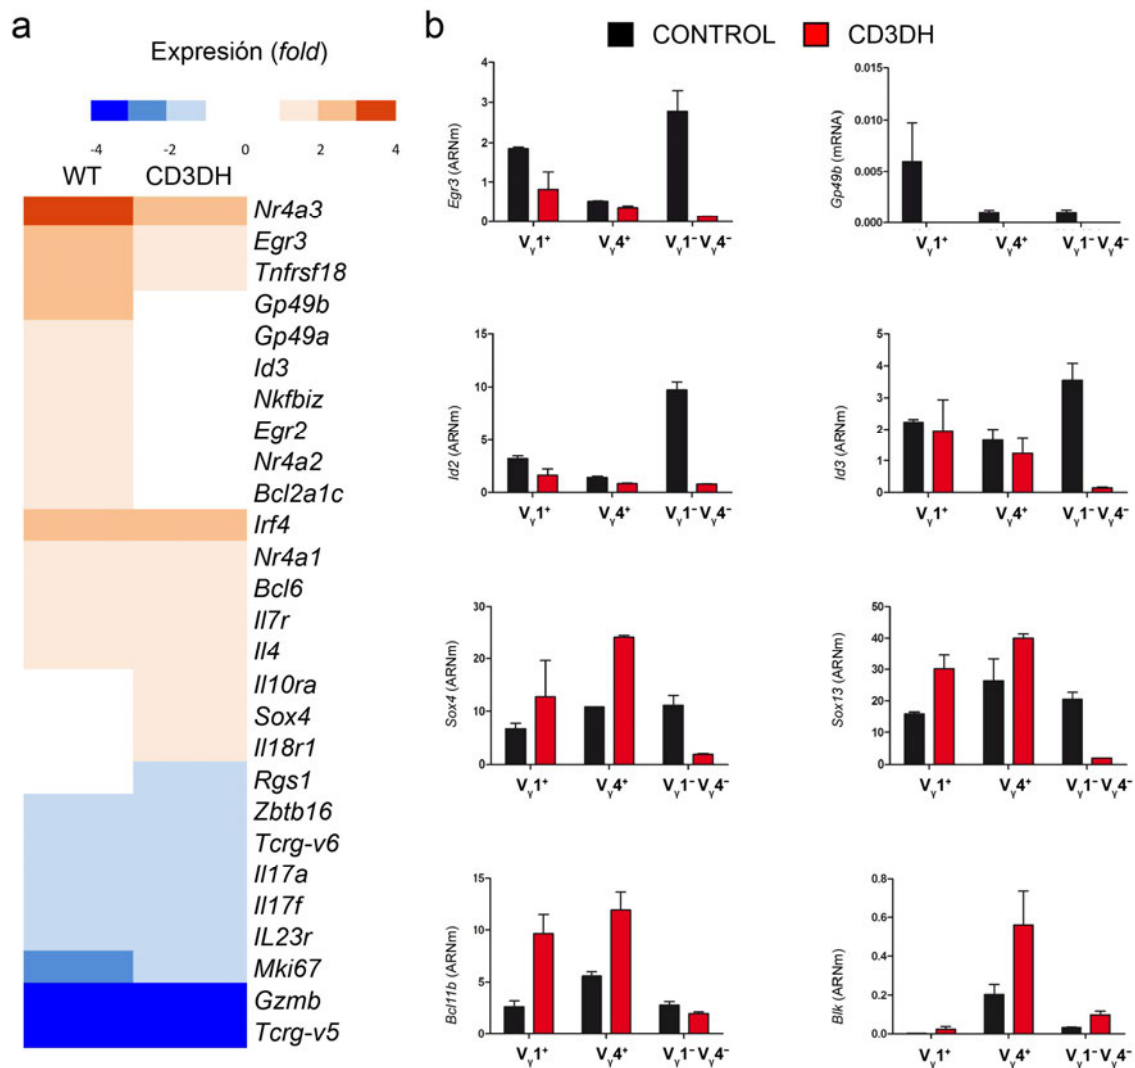 a
Expresión (fold)
-4 -2 0 2 4
WT CD3DH
Nr4a3
Egr3
Tnfrsf18
Gp49b
Gp49a
Id3
Nkfbiz
Egr2
Nr4a2
Bcl2a1c
Irf4
Nr4a1
Bcl6
Il7r
Il4
Il10ra
Sox4
Il18r1
Rgs1
Zbtb16
Tcrg-v6
Il17a
Il17f
IL23r
Mki67
Gzmb
Tcrg-v5
b
CONTROL CD3DH
Egr3 (ARNm)
4
3
2
1
0
Vγ1⁺ Vγ4⁺ Vγ1⁻Vγ4⁻
Gp49b (mRNA)
0.015
0.010
0.005
0.000
Vγ1⁺ Vγ4⁺ Vγ1⁻Vγ4⁻
Id2 (ARNm)
15
10
5
0
Vγ1⁺ Vγ4⁺ Vγ1⁻Vγ4⁻
Id3 (ARNm)
5
4
3
2
1
0
Vγ1⁺ Vγ4⁺ Vγ1⁻Vγ4⁻
Sox4 (ARNm)
30
20
10
0
Vγ1⁺ Vγ4⁺ Vγ1⁻Vγ4⁻
Sox13 (ARNm)
50
40
30
20
10
0
Vγ1⁺ Vγ4⁺ Vγ1⁻Vγ4⁻
Bcl11b (ARNm)
15
10
5
0
Vγ1⁺ Vγ4⁺ Vγ1⁻Vγ4⁻
Blk (ARNm)
0.8
0.6
0.4
0.2
0.0
Vγ1⁺ Vγ4⁺ Vγ1⁻Vγ4⁻